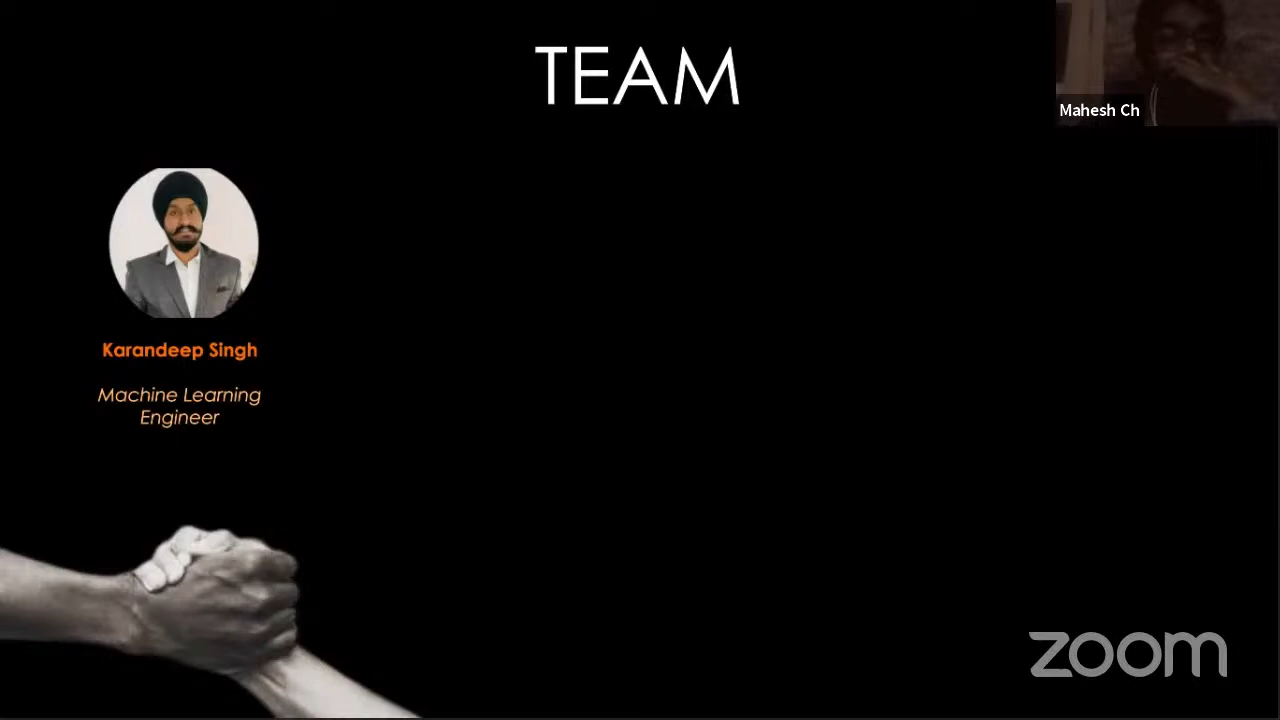 TEAM
Mahesh Ch
Karandeep Singh
Machine Learning
Engineer
zoom